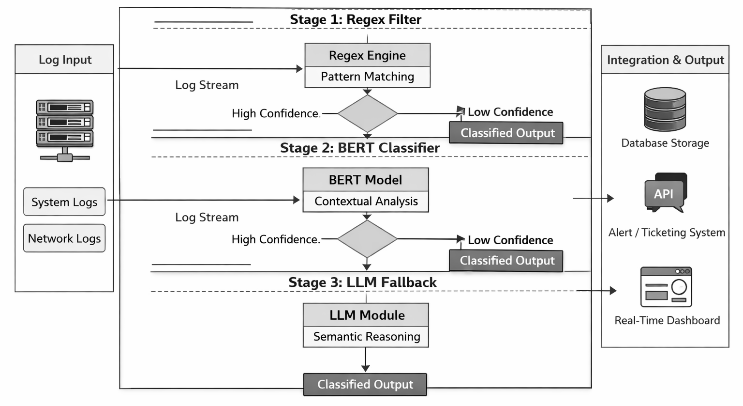 Stage 1: Regex Filter
Log Input
System Logs
Network Logs
Regex Engine
Pattern Matching
Log Stream
High Confidence.
Low Confidence
Classified Output
Stage 2: BERT Classifier
BERT Model
Contextual Analysis
Log Stream
High Confidence.
Low Confidence
Classified Output
Stage 3: LLM Fallback
LLM Module
Semantic Reasoning
Classified Output
Integration & Output
Database Storage
API
Alert / Ticketing System
Real-Time Dashboard